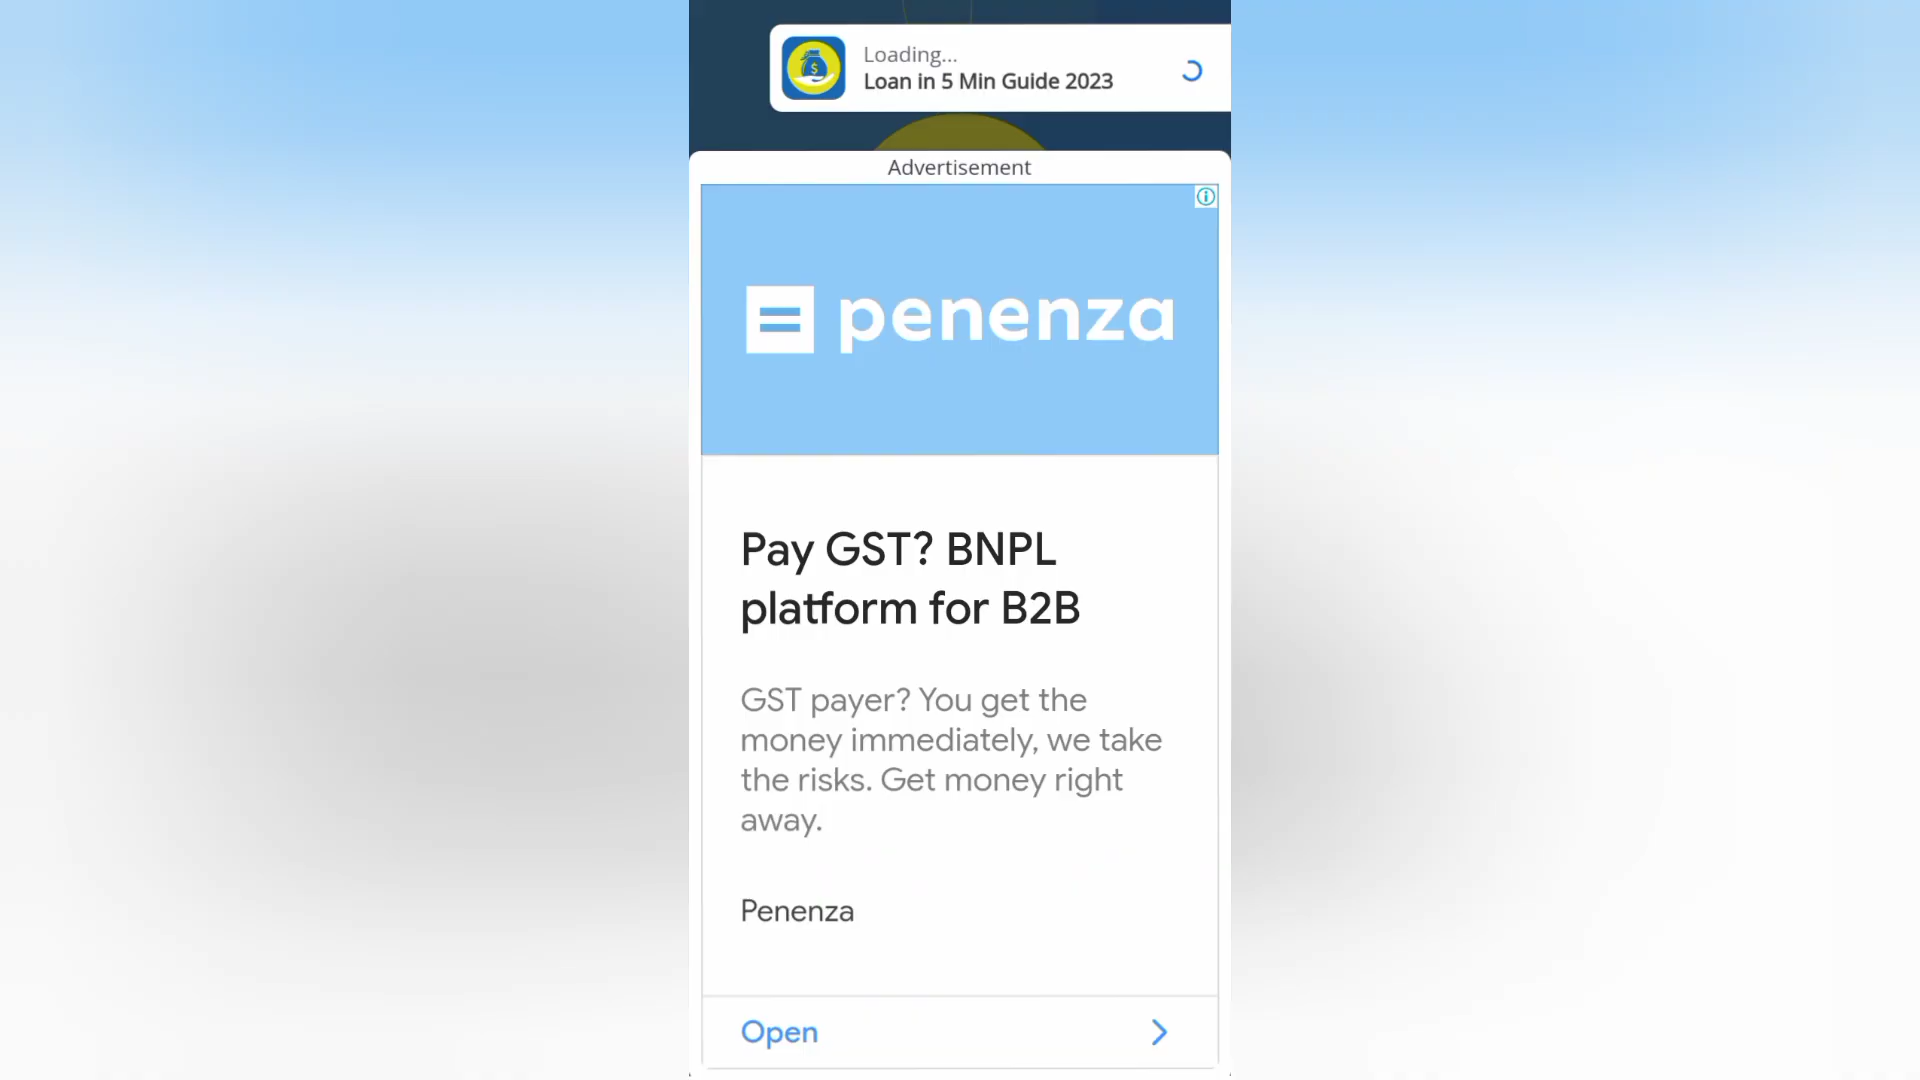 Loading...
Loan in 5 Min Guide 2023
Advertisement
penenza
Pay GST? BNPL
platform for B2B
GST payer? You get the
money immediately, we take
the risks. Get money right
away.
Penenza
Open